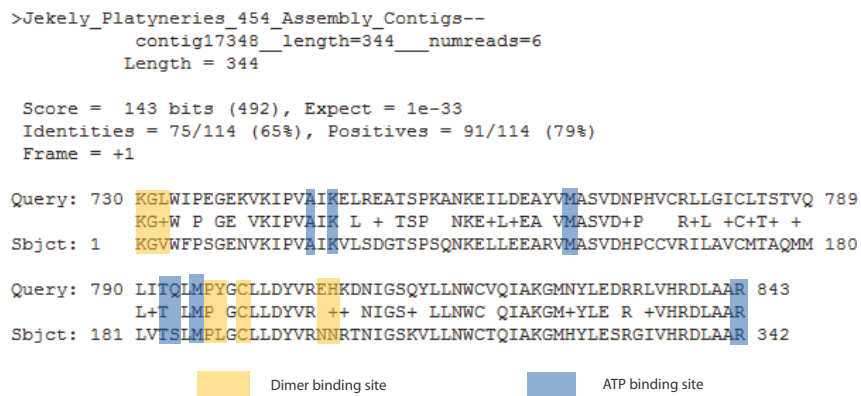 >Jekely_Platyneries_454_Assembly_Contigs--
contig17348__length=344___numreads=6
Length = 344
Score = 143 bits (492), Expect = 1e-33
Identities = 75/114 (65%), Positives = 91/114 (79%)
Frame = +1
Query: 730 KGLWIPEGEKVKIPVAIKELREATSPKANKEILDEAYVMASVDNPHVCRLLGICLTSTVQ 789
KG+W P GE VKIPVAIK L + TSP NKE+L+EA VMASVD+P R+L +C+T+ +
Sbjct: 1 KGVWFPSGENVKIPVAIKVLSDGTSPSQNKELLEEARVMASVDHPCCVRILAVCMTAQMM 180
Query: 790 LITQLMPYGCLLDYVREHKDNIGSQYLLNWCVQIAKGMNYLEDRRLVHRDLAAR 843
L+T LMP GCLLDYVR ++ NIGS+ LLNWC QIAKGM+YLE R +VHRDLAAR
Sbjct: 181 LVTSLMPLGCLLDYVRNNRTNIGSKVLLNWCTQIAKGMHYLESRGIVHRDLAAR 342
Dimer binding site ATP binding site